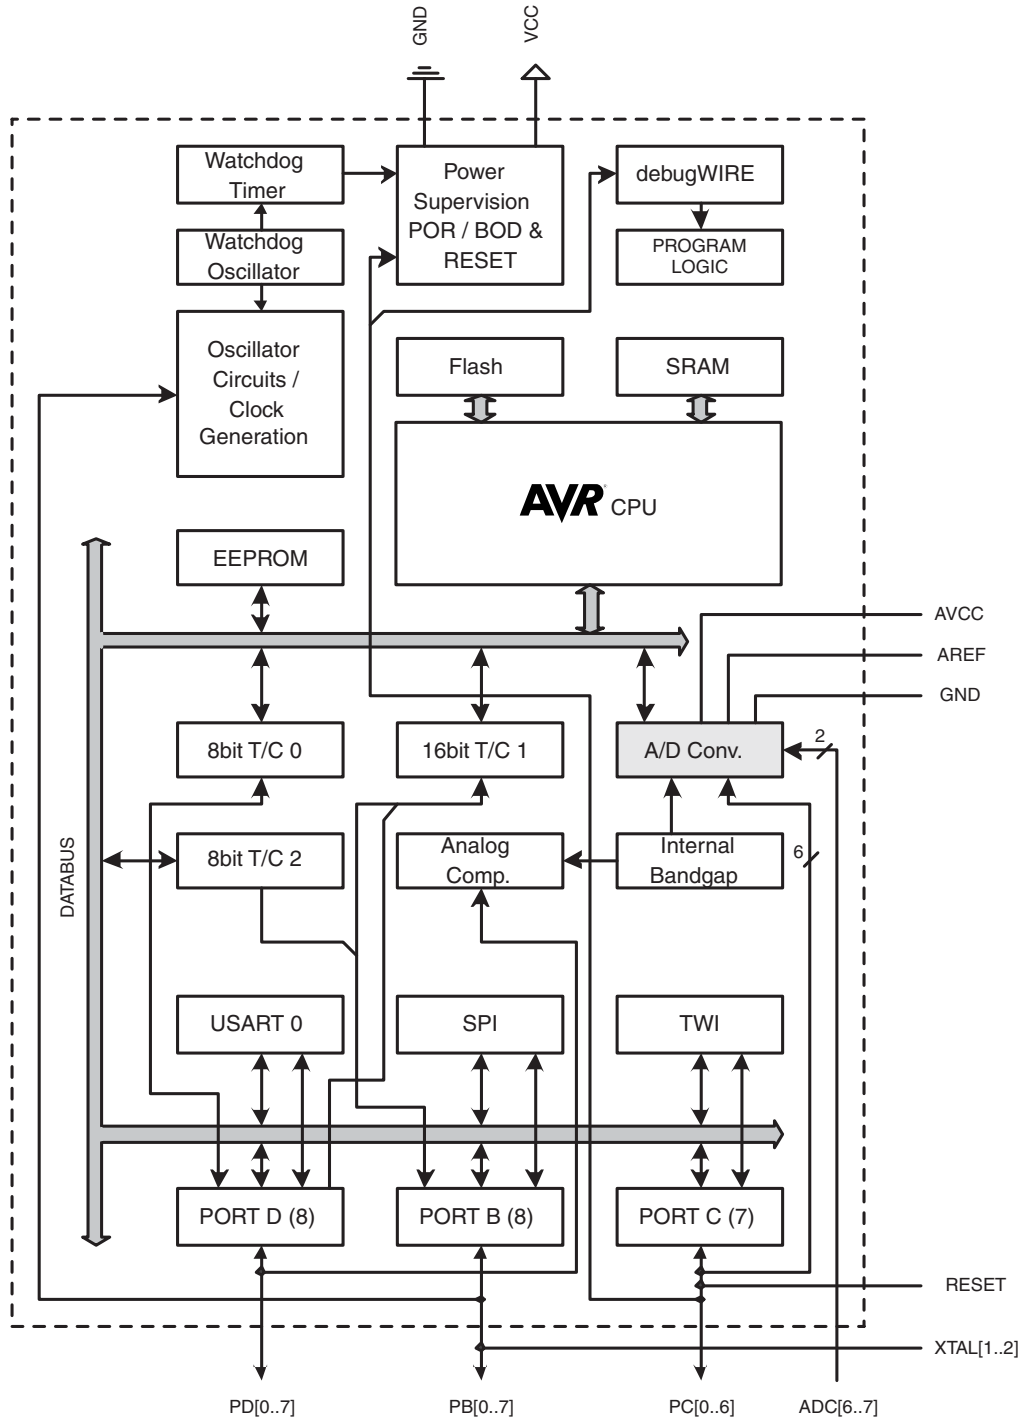 GND
VCC
Watchdog
Timer
Power
Supervision
POR / BOD &
RESET
debugWIRE
Watchdog
Oscillator
PROGRAM
LOGIC
Oscillator
Circuits /
Clock
Generation
Flash
SRAM
AVR® CPU
EEPROM
AVCC
AREF
GND
8bit T/C 0
16bit T/C 1
A/D Conv.
2
8bit T/C 2
Analog
Comp.
Internal
Bandgap
6
DATABUS
USART 0
SPI
TWI
PORT D (8)
PORT B (8)
PORT C (7)
RESET
XTAL[1..2]
PD[0..7]
PB[0..7]
PC[0..6]
ADC[6..7]